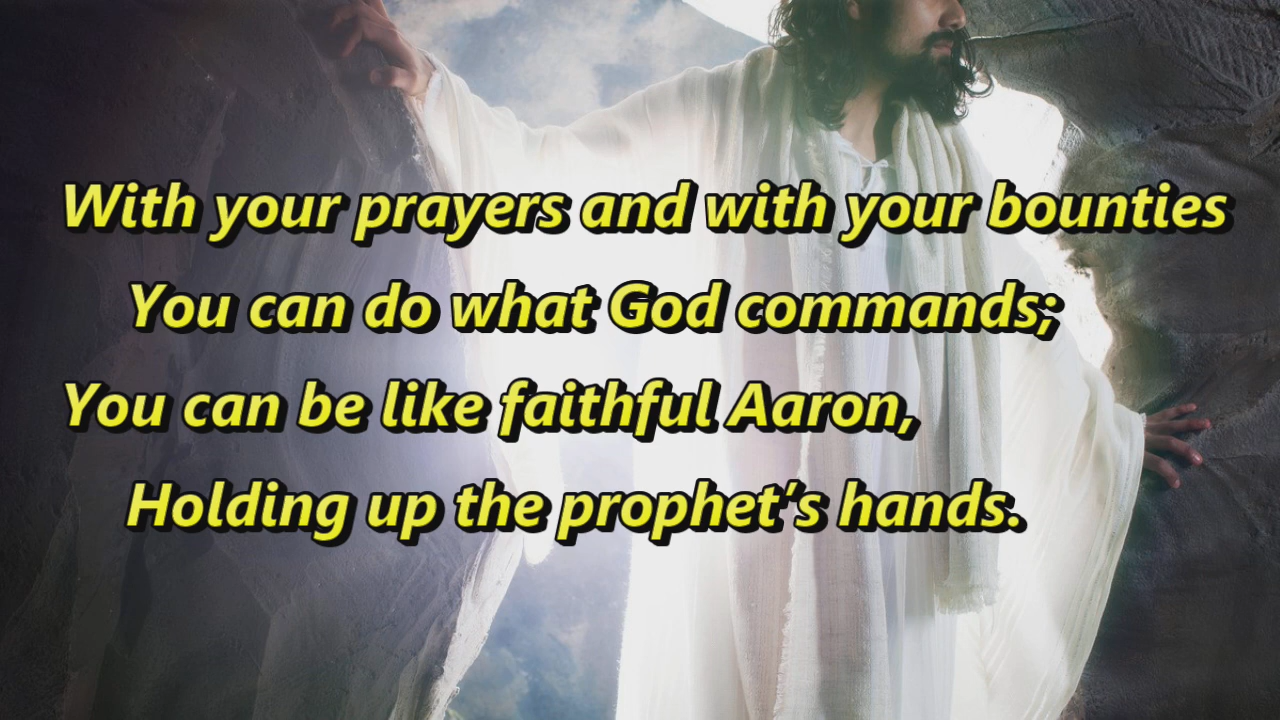 With your prayers and with your bounties
You can do what God commands;
You can be like faithful Aaron,
Holding up the prophet’s hands.